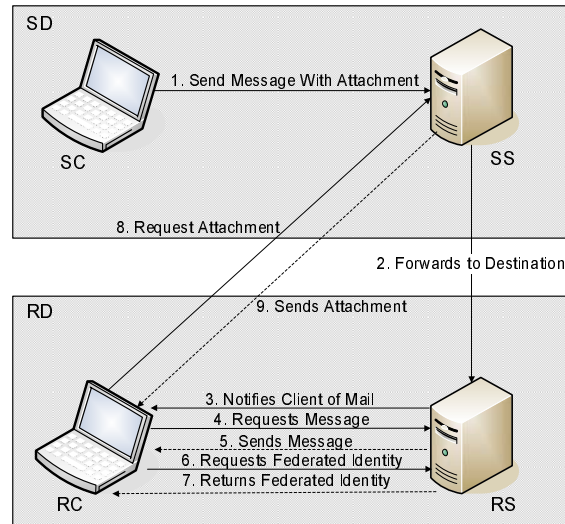 SD
1. Send Message With Attachment
SC
SS
8. Request Attachment
2. Forwards to Destination
9. Sends Attachment
RD
3. Notifies Client of Mail
4. Requests Message
5. Sends Message
6. Requests Federated Identity
7. Returns Federated Identity
RC
RS